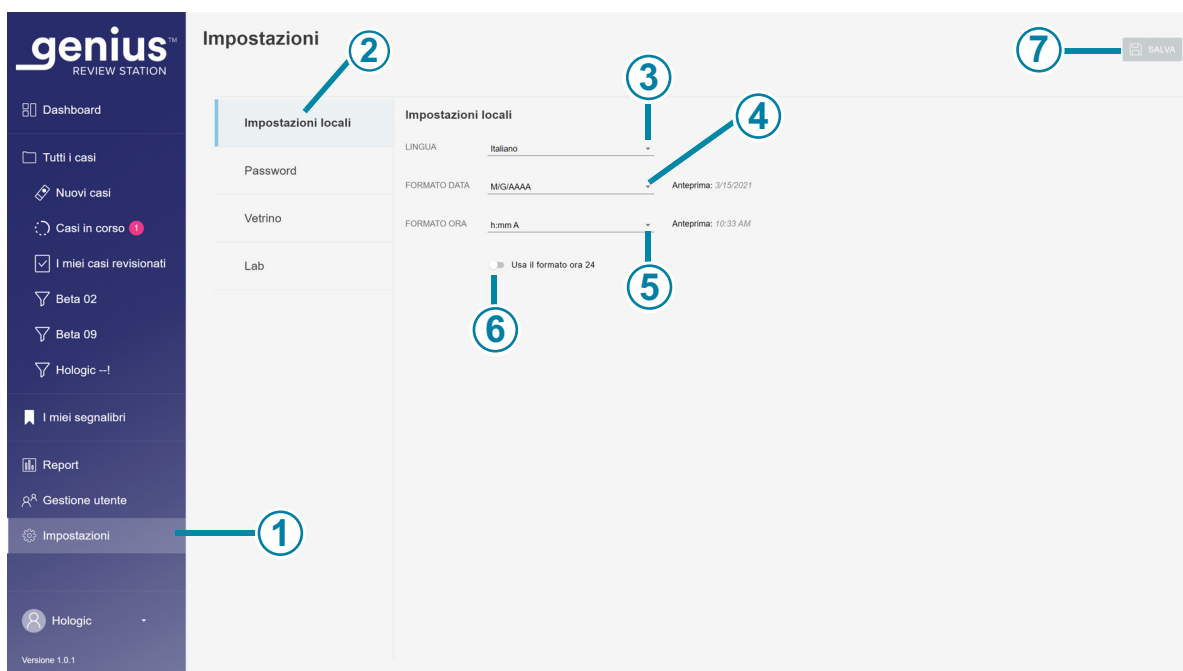 genius™
REVIEW STATION
Dashboard
Tutti i casi
Nuovi casi
Casi in corso 1
I miei casi revisionati
Beta 02
Beta 09
Hologic --!
I miei segnalibri
Report
Gestione utente
Impostazioni
Hologic
Versione 1.0.1
1
Impostazioni
2
7
SALVA
Impostazioni locali
Password
Vetrino
Lab
Impostazioni locali
3
4
LINGUA Italiano
FORMATO DATA M/G/AAAA Anteprima: 3/15/2021
FORMATO ORA h:mm A Anteprima: 10:33 AM
Usa il formato ora 24
5
6